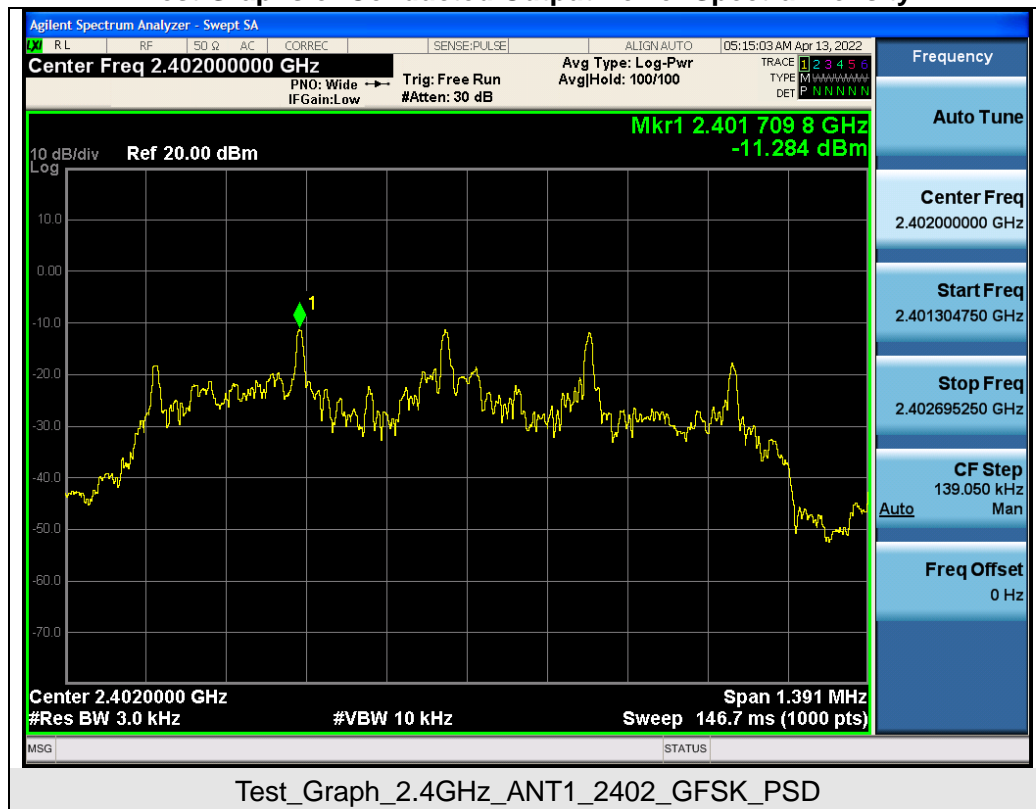 Agilent Spectrum Analyzer - Swept SA
LXI RL RF 50 Ω AC CORREC SENSE:PULSE ALIGN AUTO 05:15:03 AM Apr 13, 2022
Center Freq 2.402000000 GHz
PNO: Wide
IFGain:Low
Trig: Free Run
#Atten: 30 dB
Avg Type: Log-Pwr
Avg|Hold: 100/100
TRACE 1 2 3 4 5 6
TYPE M
DET P N N N N N
Mkr1 2.401 709 8 GHz
-11.284 dBm
10 dB/div Ref 20.00 dBm
Log
10.0
0.00
-10.0
-20.0
-30.0
-40.0
-50.0
-60.0
-70.0
1
Center 2.4020000 GHz Span 1.391 MHz
#Res BW 3.0 kHz #VBW 10 kHz Sweep 146.7 ms (1000 pts)
MSG STATUS
Frequency
Auto Tune
Center Freq
2.402000000 GHz
Start Freq
2.401304750 GHz
Stop Freq
2.402695250 GHz
CF Step
139.050 kHz
Auto Man
Freq Offset
0 Hz
Test_Graph_2.4GHz_ANT1_2402_GFSK_PSD